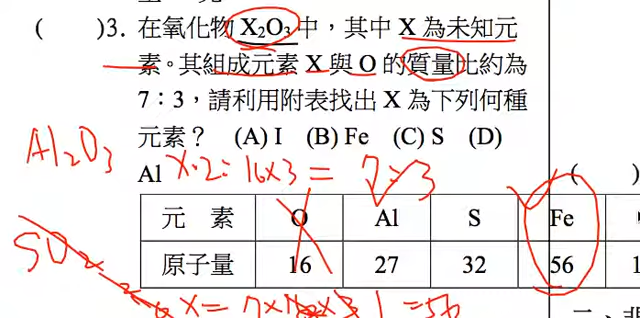 (　　)3. 在氧化物 X₂O₃ 中，其中 X 為未知元
素。其組成元素 X 與 O 的質量比約為
7：3，請利用附表找出 X 為下列何種
元素？ (A) I (B) Fe (C) S (D)
Al X·2 : 16×3 = 7 : 3
Al₂O₃
元 素 O Al S Fe
原子量 16 27 32 56 1
SO₂
= 56